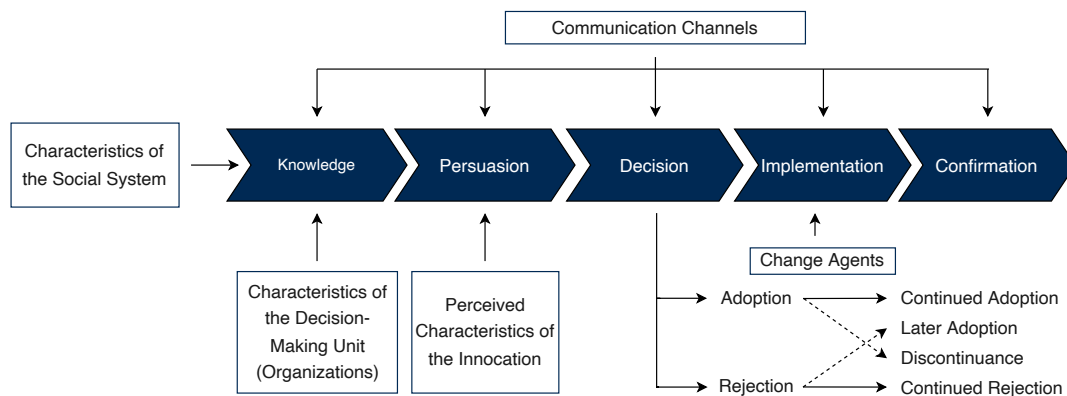 Communication Channels
Characteristics of
the Social System
Knowledge
Persuasion
Decision
Implementation
Confirmation
Characteristics of
the Decision-
Making Unit
(Organizations)
Perceived
Characteristics of
the Innocation
Change Agents
Adoption
Continued Adoption
Later Adoption
Discontinuance
Rejection
Continued Rejection